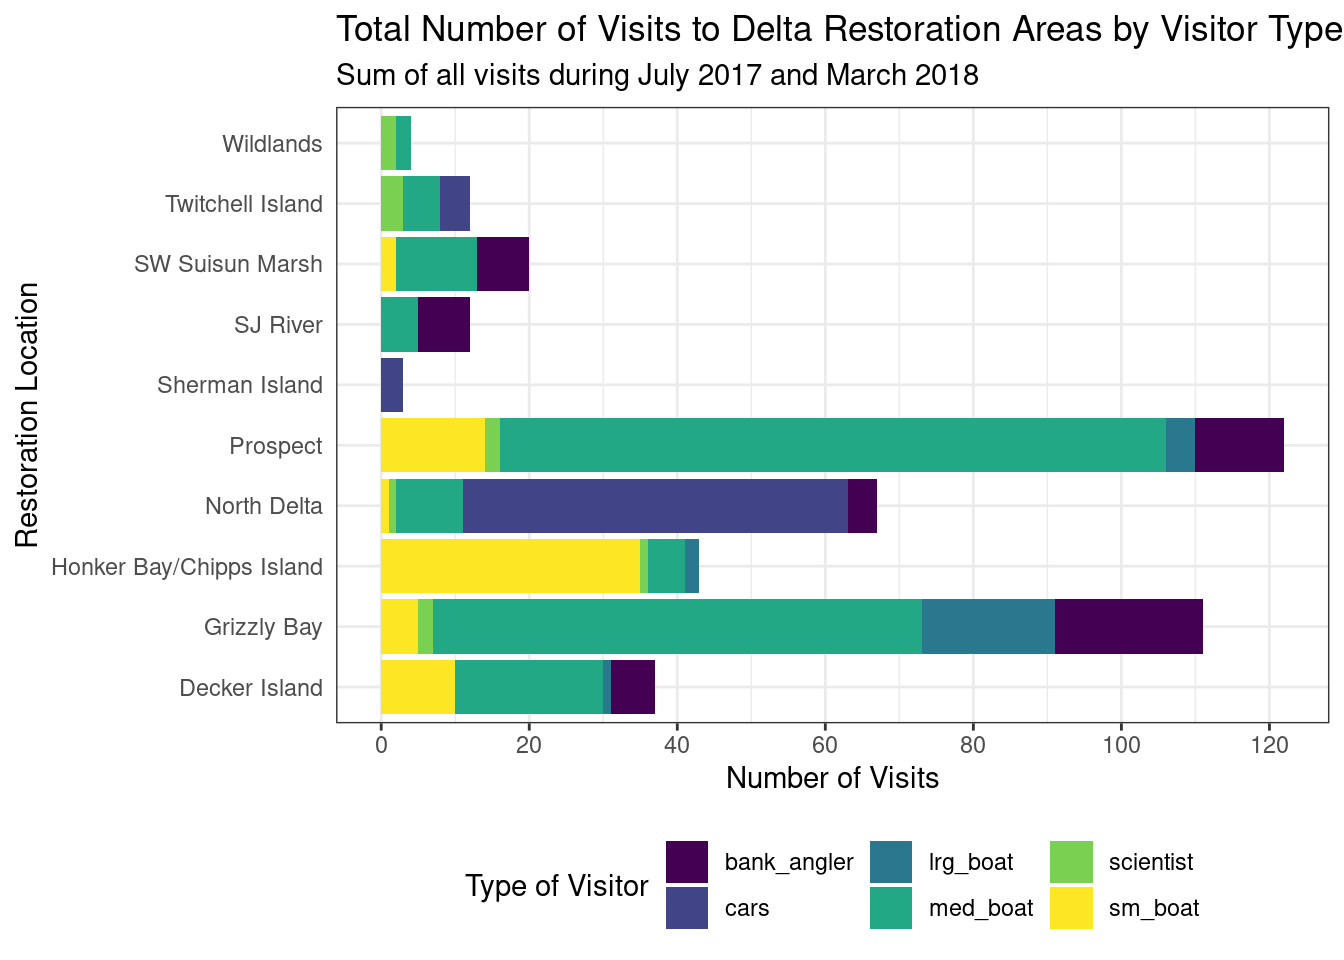 Total Number of Visits to Delta Restoration Areas by Visitor Type
Sum of all visits during July 2017 and March 2018
Restoration Location
Wildlands
Twitchell Island
SW Suisun Marsh
SJ River
Sherman Island
Prospect
North Delta
Honker Bay/Chipps Island
Grizzly Bay
Decker Island
0 20 40 60 80 100 120
Number of Visits
Type of Visitor
bank_angler lrg_boat scientist
cars med_boat sm_boat